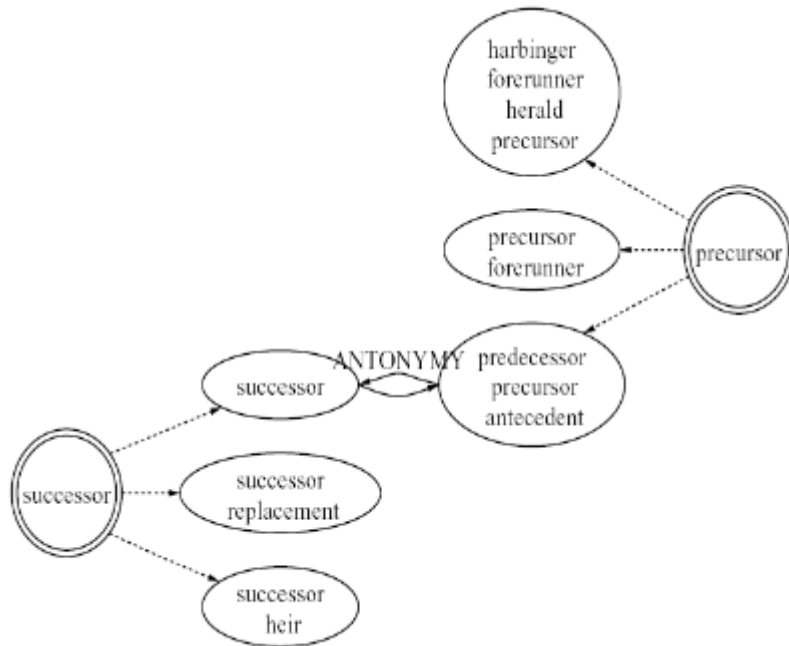 harbinger
forerunner
herald
precursor
precursor
forerunner
precursor
ANTONYMY
successor
predecessor
precursor
antecedent
successor
successor
replacement
successor
heir